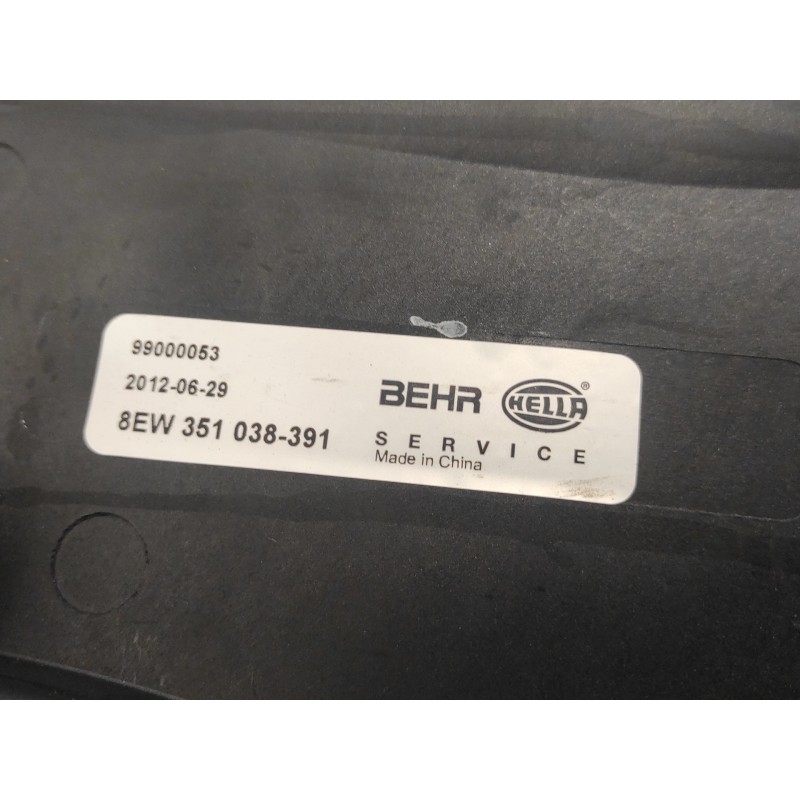 99000053
2012-06-29
8EW 351 038-391
BEHR HELLA®
SERVICE
Made in China